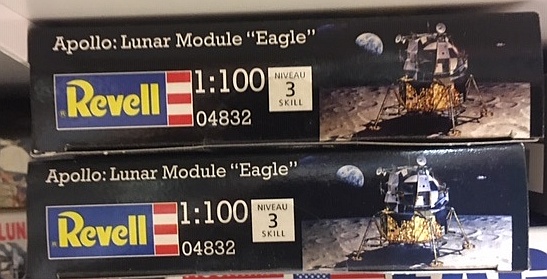 Apollo: Lunar Module "Eagle"
Revell
1:100
04832
NIVEAU
3
SKILL
Apollo: Lunar Module "Eagle"
Revell
1:100
04832
NIVEAU
3
SKILL
LUN